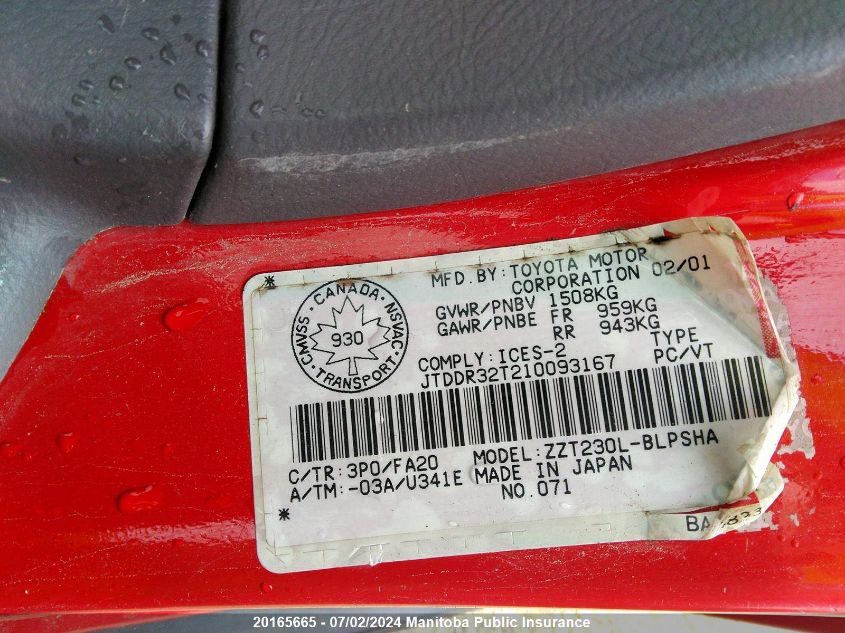 MFD.BY:TOYOTA MOTOR
CORPORATION 02/01
GVWR/PNBV 1508KG
GAWR/PNBE FR 959KG
RR 943KG
COMPLY:ICES-2 TYPE
JTDDR32T210093167 PC/VT
CANADA · NSVAC · TRANSPORT · CMVSS ·
930
C/TR:3P0/FA20 MODEL:ZZT230L-BLPSHA
A/TM:-03A/U341E MADE IN JAPAN
NO.071
BA
20165665 - 07/02/2024 Manitoba Public Insurance